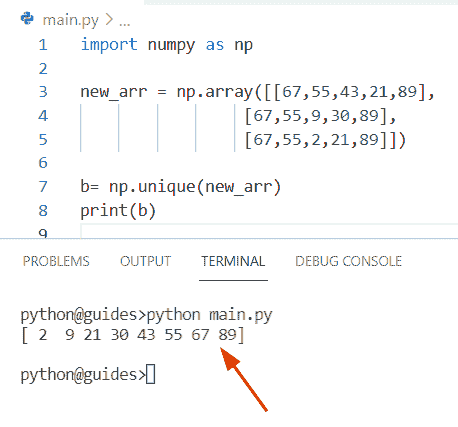 main.py > ...
1 import numpy as np
2
3 new_arr = np.array([[67,55,43,21,89],
4 [67,55,9,30,89],
5 [67,55,2,21,89]])
6
7 b= np.unique(new_arr)
8 print(b)
9
PROBLEMS OUTPUT TERMINAL DEBUG CONSOLE
python@guides>python main.py
[ 2  9 21 30 43 55 67 89]
python@guides>